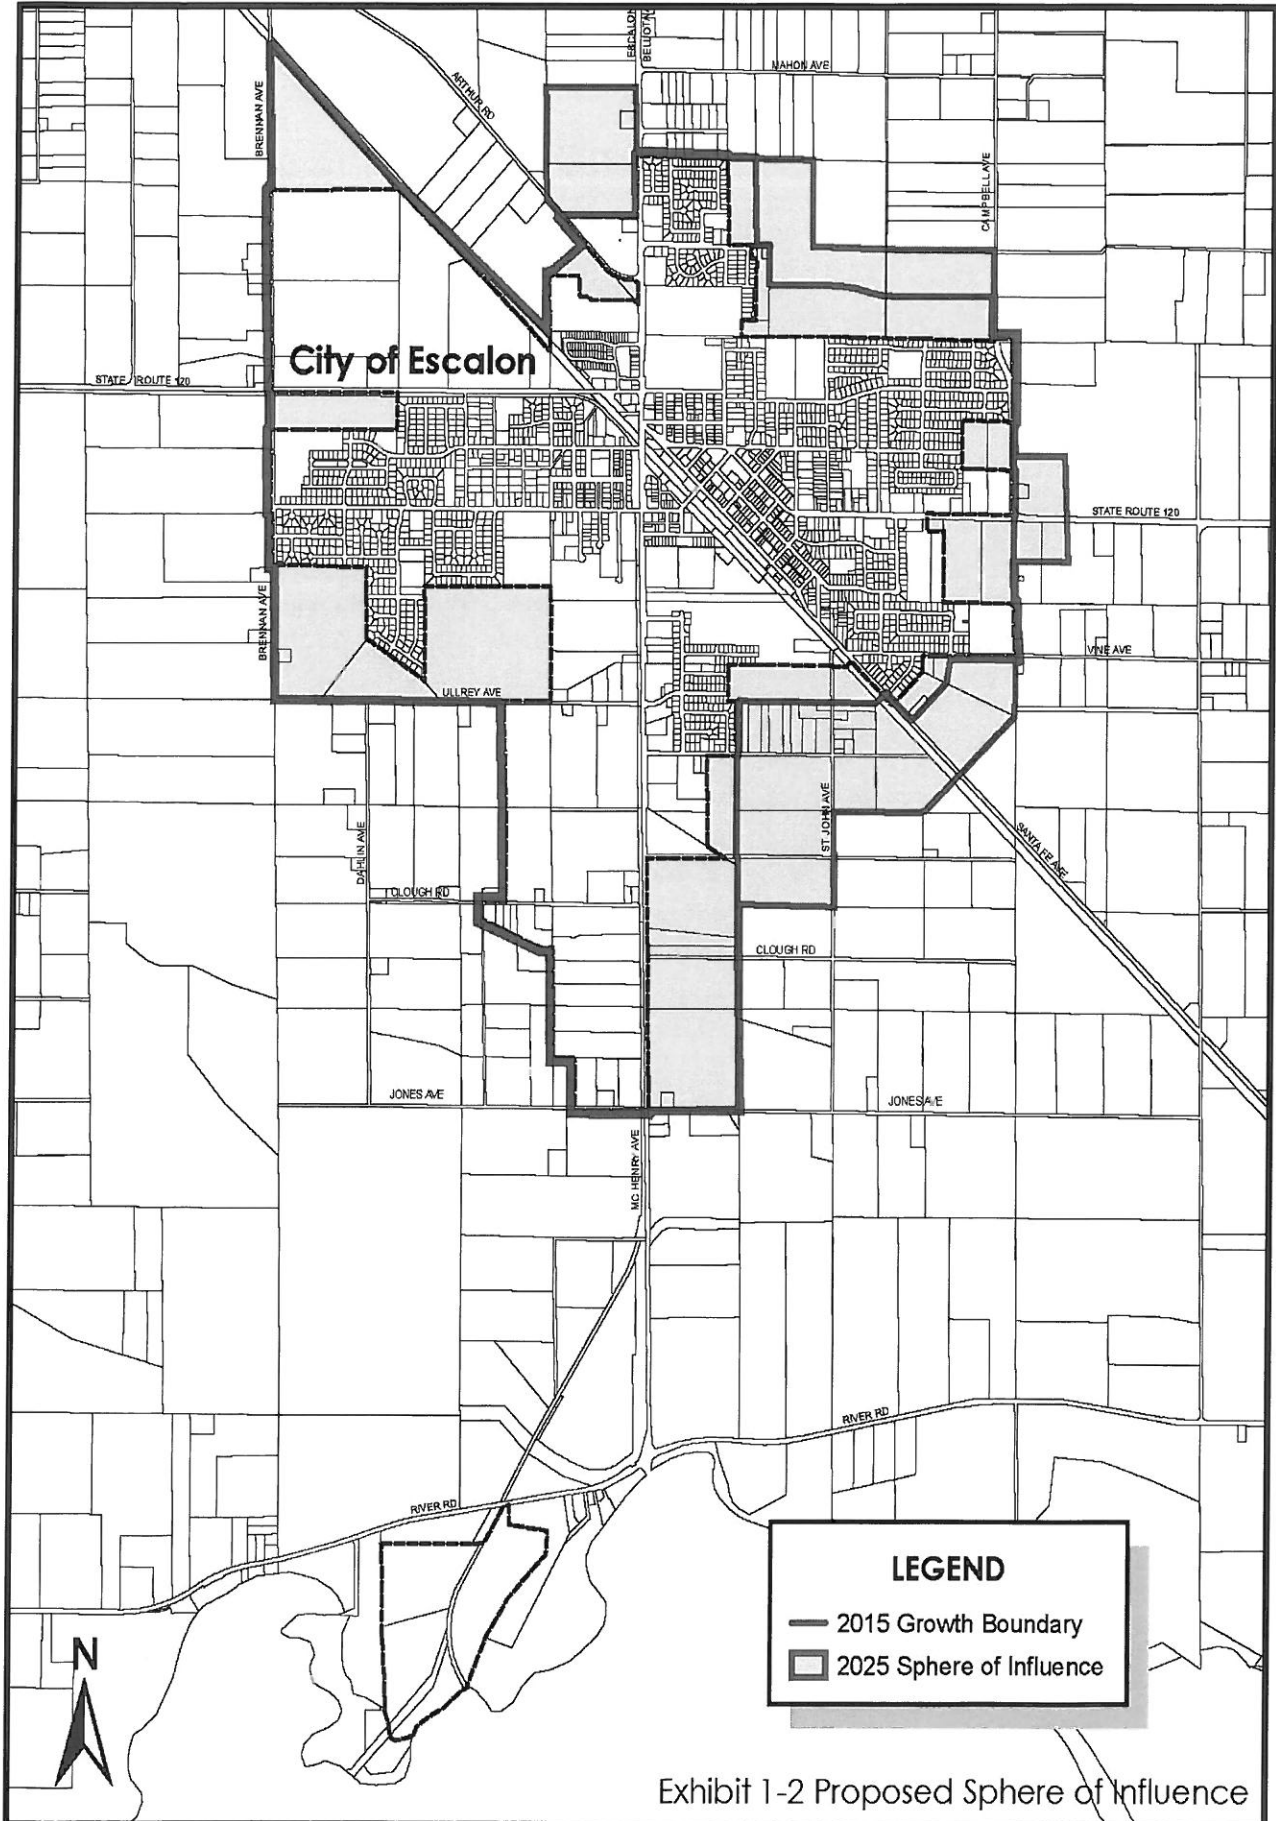 ESCALON
BELLOTA
MAHON AVE
ARTHUR RD
BRENNAN AVE
CAMPBELL AVE
City of Escalon
STATE ROUTE 120
STATE ROUTE 120
BRENNAN AVE
VINE AVE
ULLREY AVE
ST JOHN AVE
SANTA FE AVE
DAHLIN AVE
CLOUGH RD
CLOUGH RD
JONES AVE
JONES AVE
MC HENRY AVE
RIVER RD
RIVER RD
LEGEND
2015 Growth Boundary
2025 Sphere of Influence
N
Exhibit 1-2 Proposed Sphere of Influence